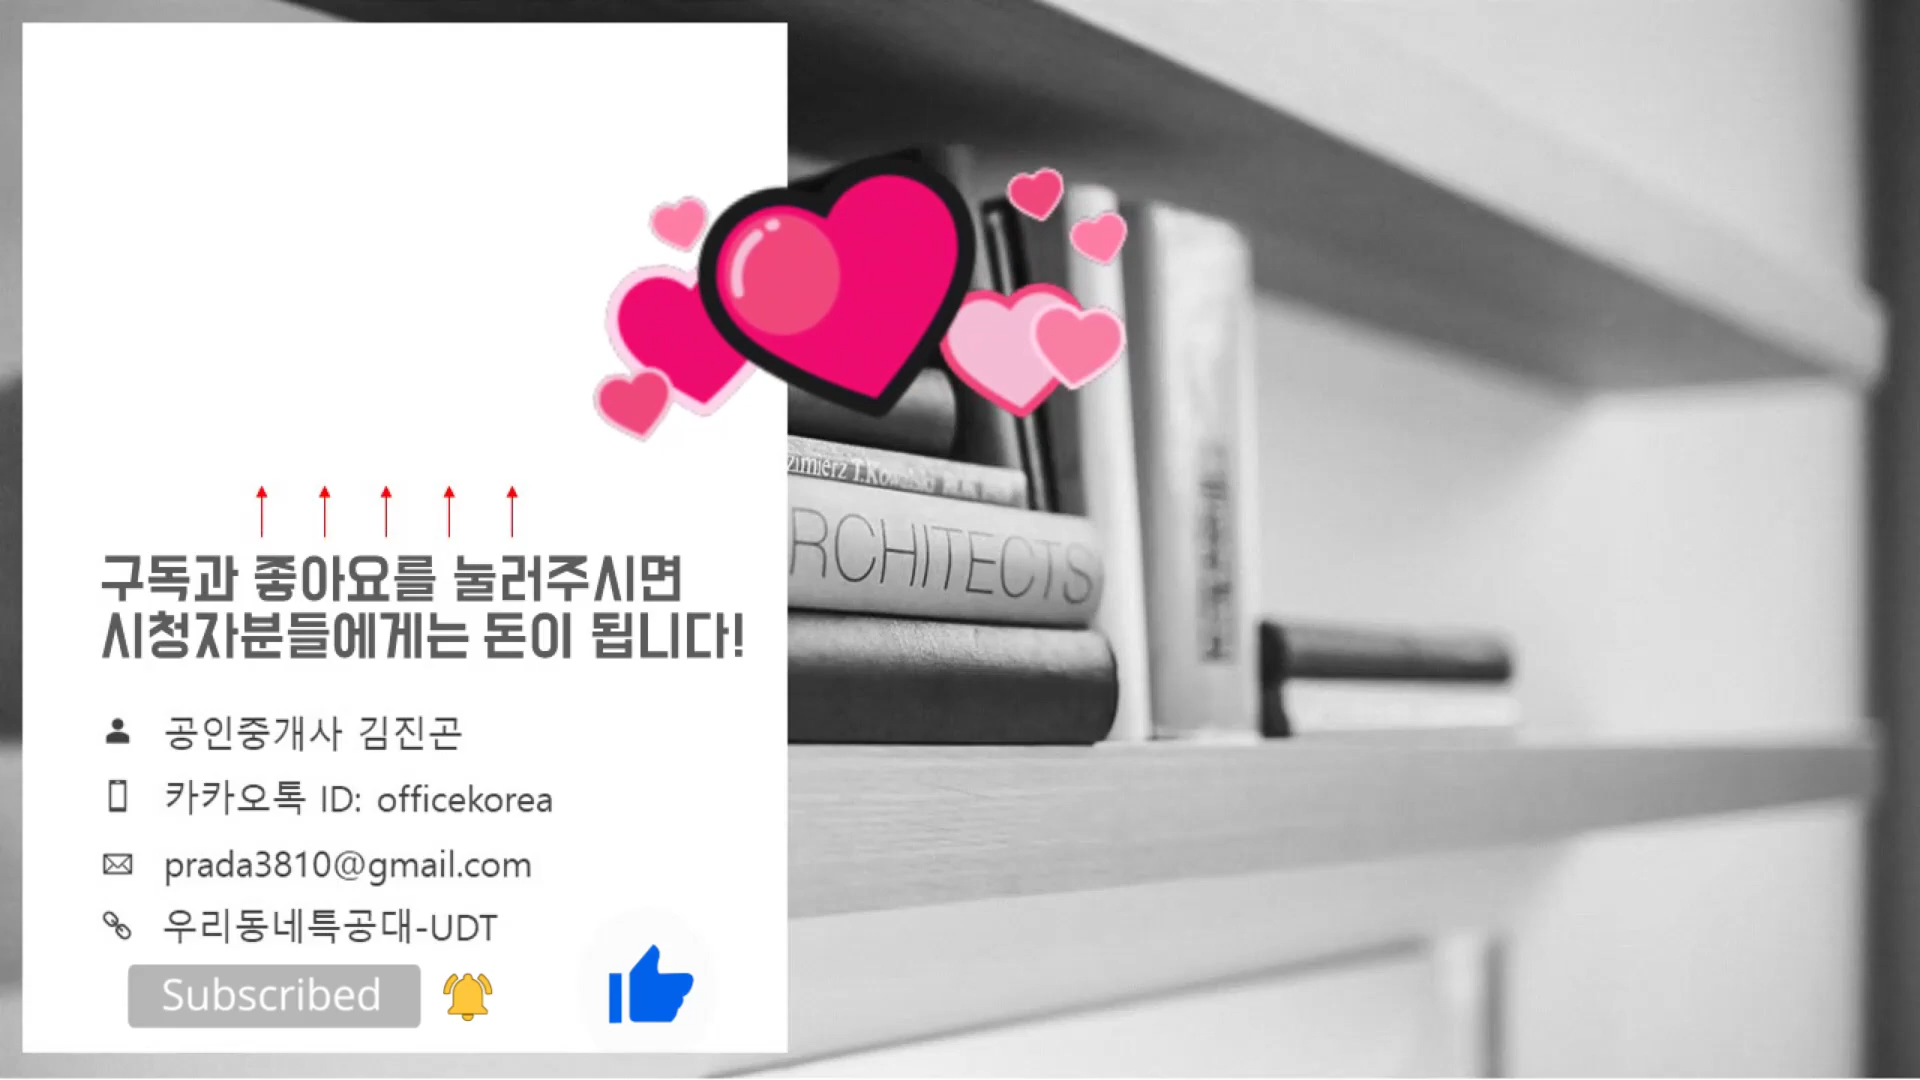 구독과 좋아요를 눌러주시면
시청자분들에게는 돈이 됩니다!
공인중개사 김진곤
카카오톡 ID: officekorea
prada3810@gmail.com
우리동네특공대-UDT
Subscribed
zimierz T.Kowalski
RCHITECTS